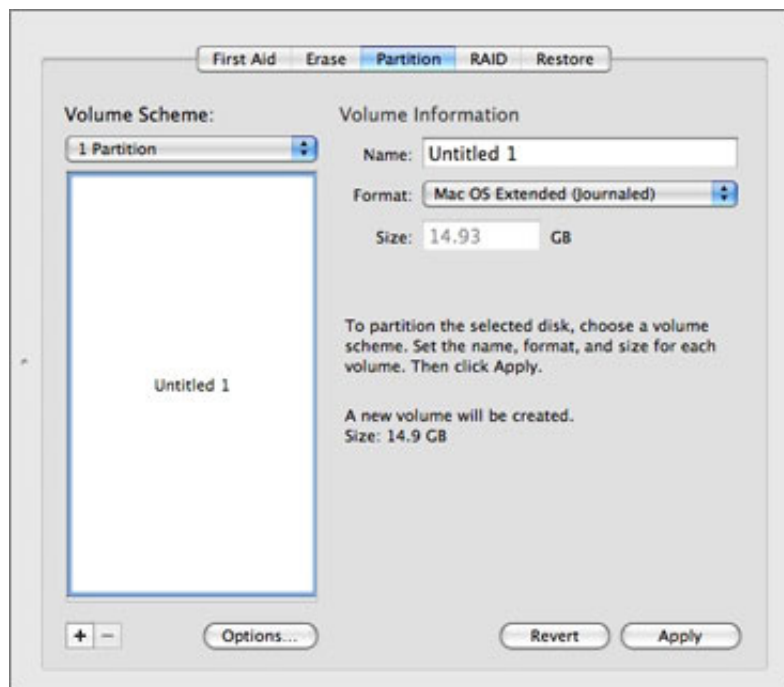 First Aid Erase Partition RAID Restore
Volume Scheme:
1 Partition
Untitled 1
Volume Information
Name: Untitled 1
Format: Mac OS Extended (Journaled)
Size: 14.93 GB
To partition the selected disk, choose a volume
scheme. Set the name, format, and size for each
volume. Then click Apply.
A new volume will be created.
Size: 14.9 GB
+ −
Options...
Revert
Apply